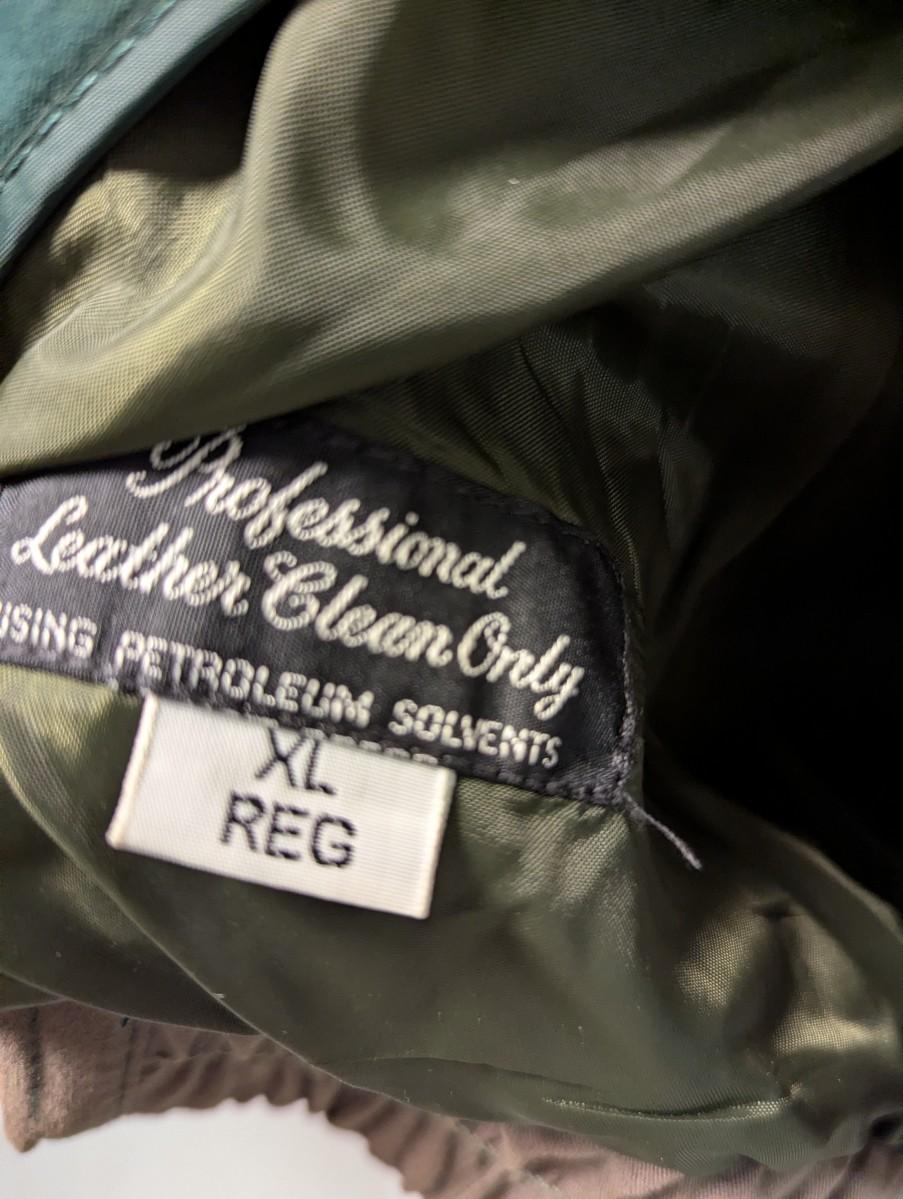 Professional
Leather Clean Only
USING PETROLEUM SOLVENTS
XL
REG